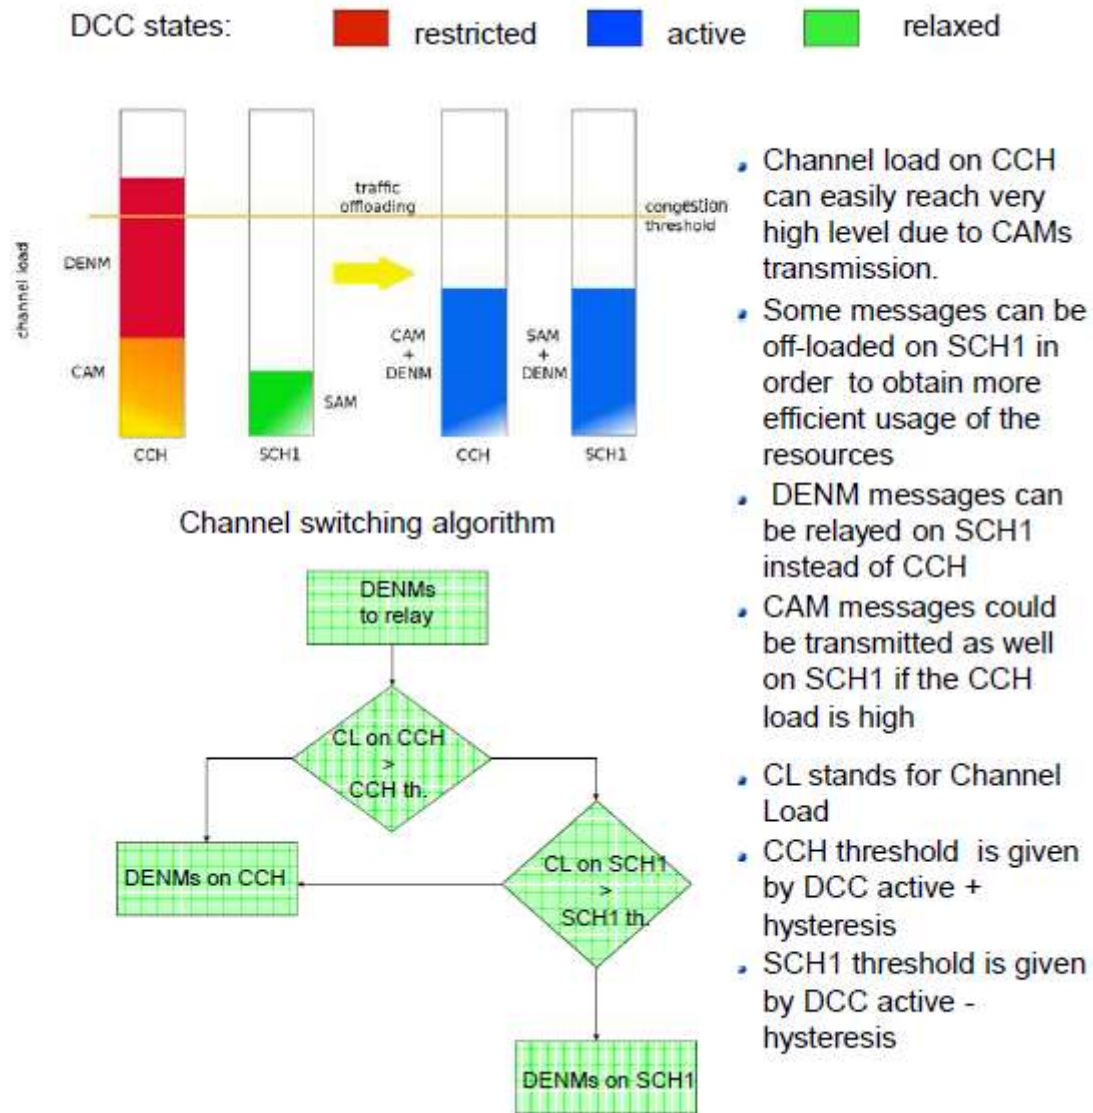 DCC states: restricted active relaxed
traffic
offloading
congestion
threshold
channel load
DENM
CAM
SAM
CAM
+
DENM
SAM
+
DENM
CCH SCH1 CCH SCH1
Channel switching algorithm
DENMs
to relay
CL on CCH
>
CCH th.
DENMs on CCH
CL on SCH1
>
SCH1 th.
DENMs on SCH1
• Channel load on CCH
can easily reach very
high level due to CAMs
transmission.
• Some messages can be
off-loaded on SCH1 in
order to obtain more
efficient usage of the
resources
• DENM messages can
be relayed on SCH1
instead of CCH
• CAM messages could
be transmitted as well
on SCH1 if the CCH
load is high
• CL stands for Channel
Load
• CCH threshold is given
by DCC active +
hysteresis
• SCH1 threshold is given
by DCC active -
hysteresis